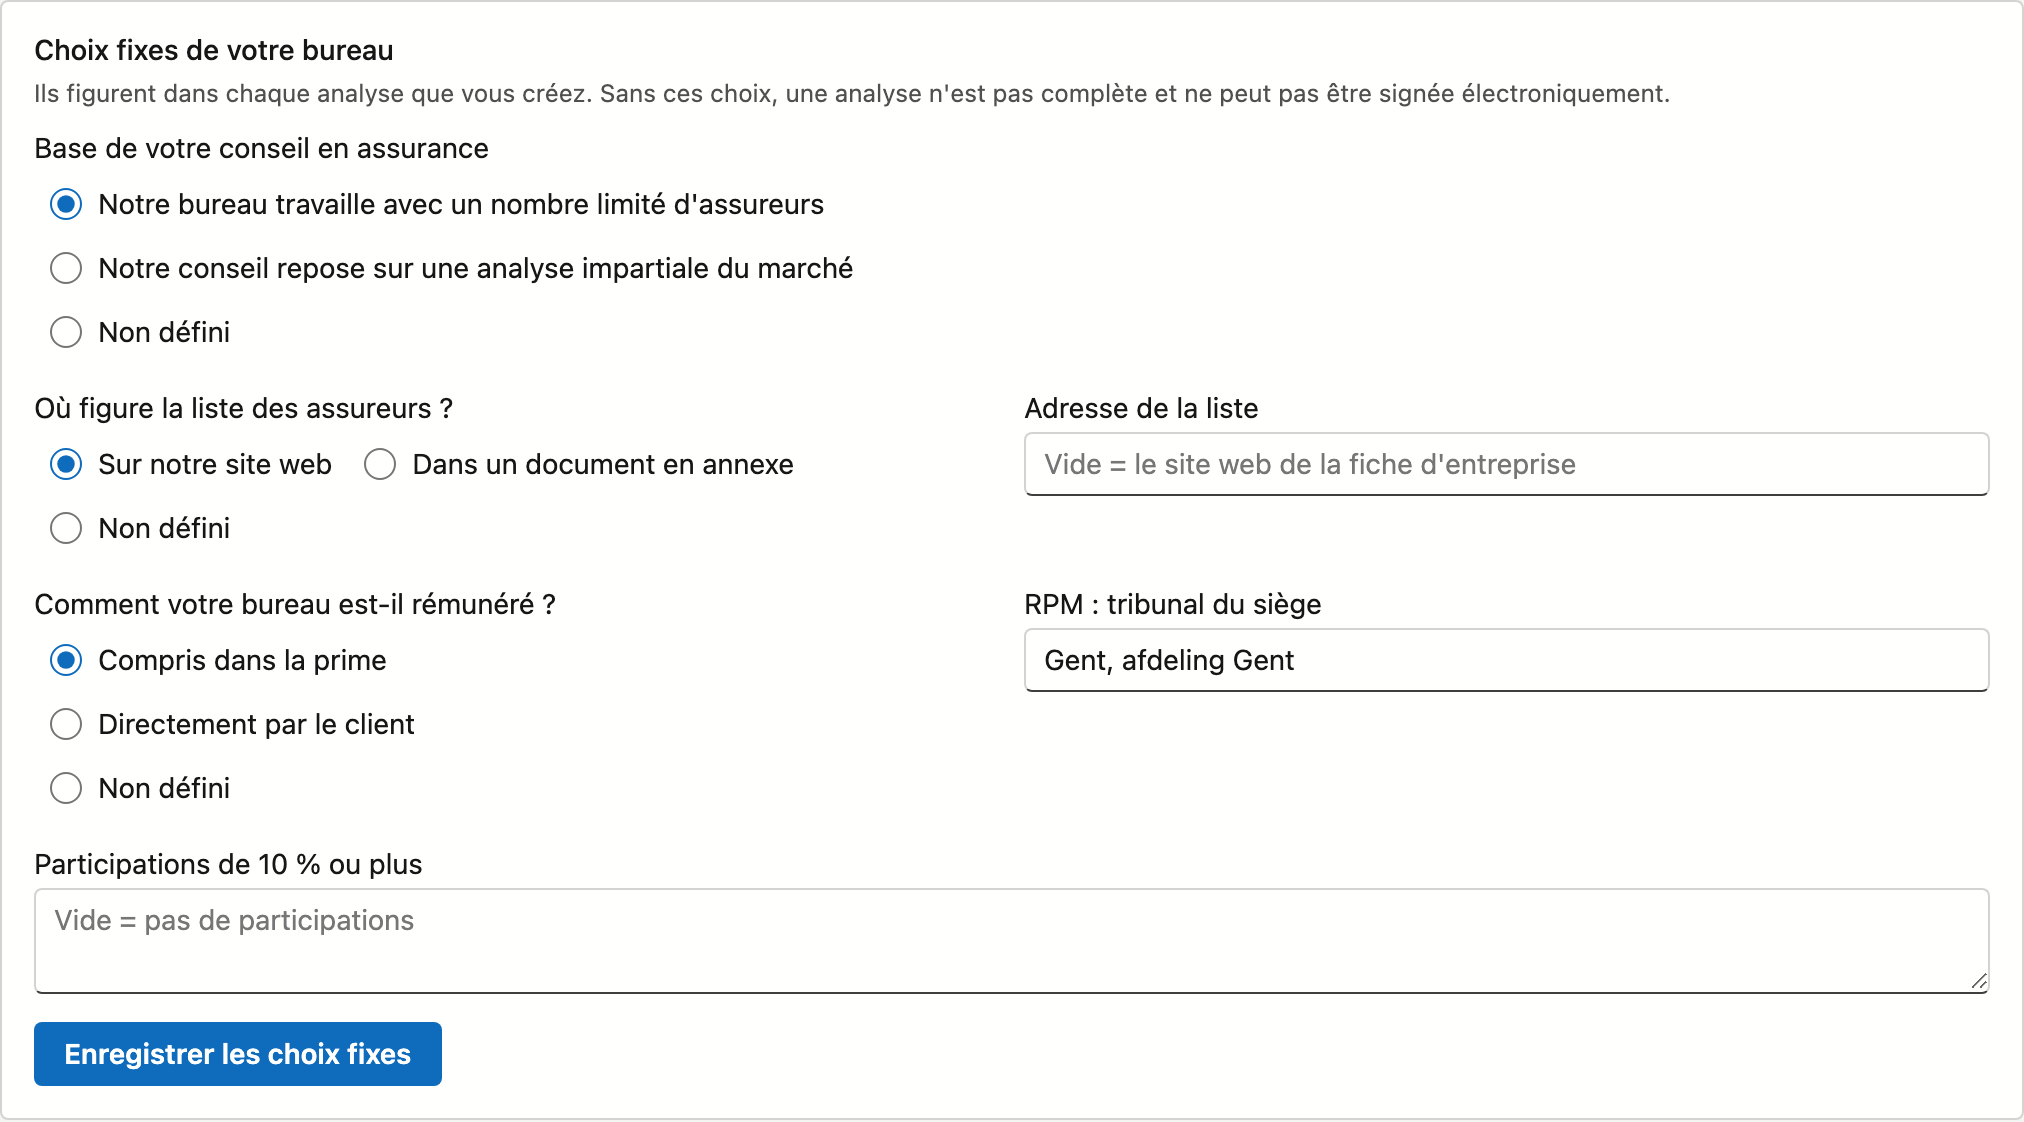 Choix fixes de votre bureau
Ils figurent dans chaque analyse que vous créez. Sans ces choix, une analyse n'est pas complète et ne peut pas être signée électroniquement.
Base de votre conseil en assurance
Notre bureau travaille avec un nombre limité d'assureurs
Notre conseil repose sur une analyse impartiale du marché
Non défini
Où figure la liste des assureurs ?
Sur notre site web
Dans un document en annexe
Non défini
Adresse de la liste
Vide = le site web de la fiche d'entreprise
Comment votre bureau est-il rémunéré ?
Compris dans la prime
Directement par le client
Non défini
RPM : tribunal du siège
Gent, afdeling Gent
Participations de 10 % ou plus
Vide = pas de participations
Enregistrer les choix fixes